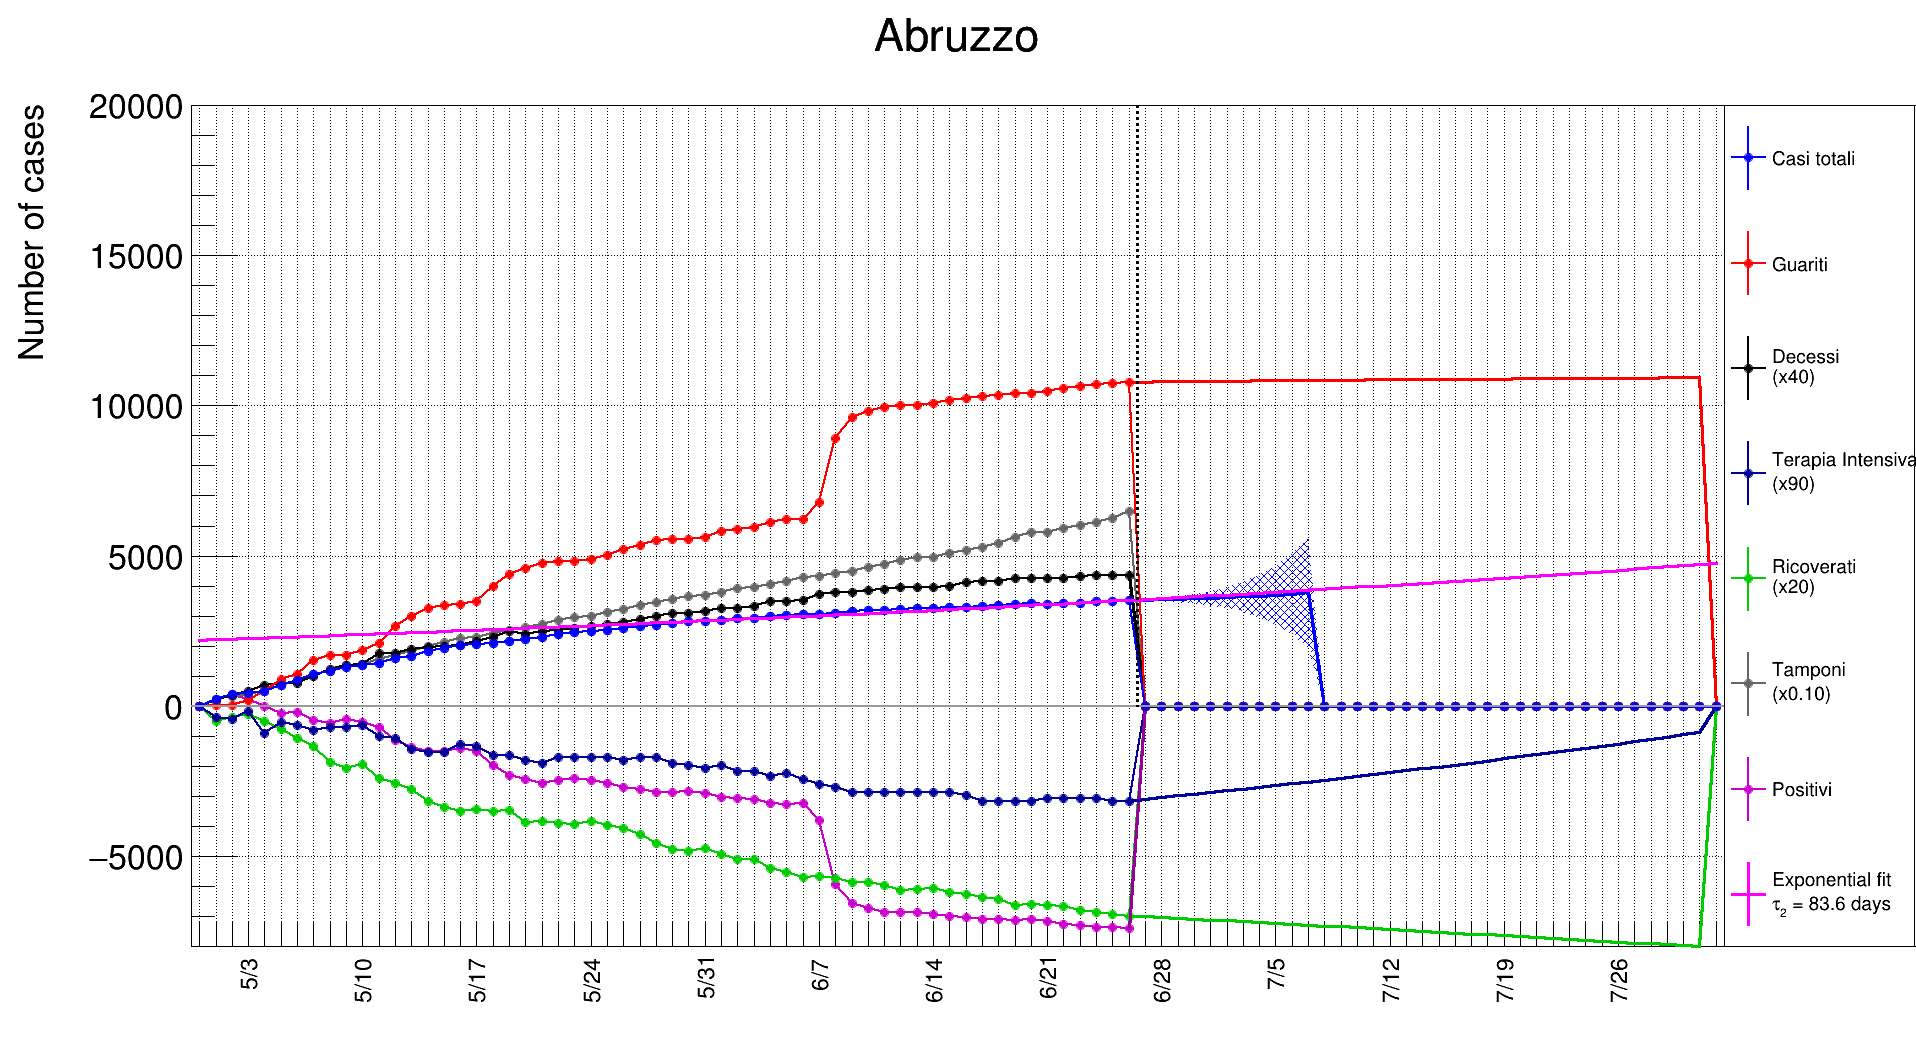 Abruzzo
Number of cases
20000
15000
10000
5000
0
−5000
5/3
5/10
5/17
5/24
5/31
6/7
6/14
6/21
6/28
7/5
7/12
7/19
7/26
Casi totali
Guariti
Decessi
(x40)
Terapia Intensiva
(x90)
Ricoverati
(x20)
Tamponi
(x0.10)
Positivi
Exponential fit
τ2 = 83.6 days